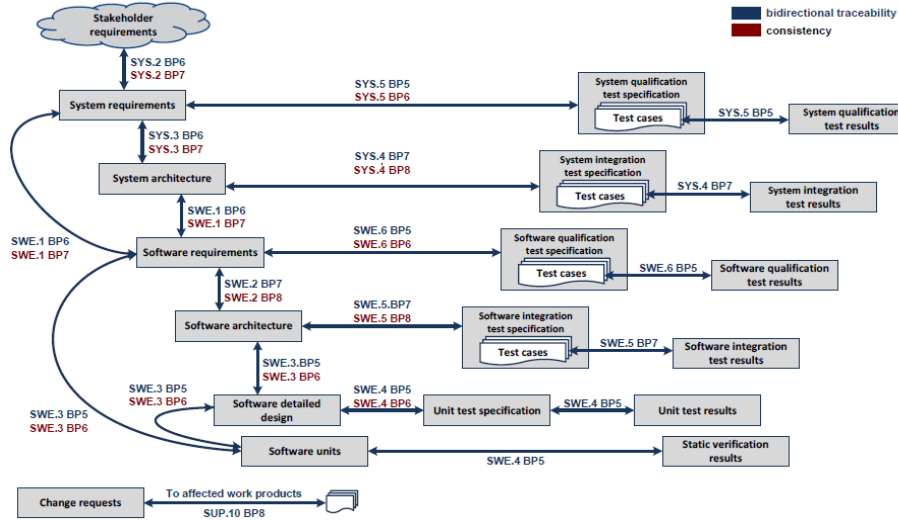 Stakeholder
requirements
bidirectional traceability
consistency
SYS.2 BP6
SYS.2 BP7
System requirements
SYS.5 BP5
SYS.5 BP6
System qualification
test specification
Test cases
SYS.5 BP5
System qualification
test results
SYS.3 BP6
SYS.3 BP7
System architecture
SYS.4 BP7
SYS.4 BP8
System integration
test specification
Test cases
SYS.4 BP7
System integration
test results
SWE.1 BP6
SWE.1 BP7
SWE.1 BP6
SWE.1 BP7
Software requirements
SWE.6 BP5
SWE.6 BP6
Software qualification
test specification
Test cases
SWE.6 BP5
Software qualification
test results
SWE.2 BP7
SWE.2 BP8
Software architecture
SWE.5.BP7
SWE.5 BP8
Software integration
test specification
Test cases
SWE.5 BP7
Software integration
test results
SWE.3.BP5
SWE.3 BP6
SWE.3 BP5
SWE.3 BP6
Software detailed
design
SWE.4 BP5
SWE.4 BP6
Unit test specification
SWE.4 BP5
Unit test results
SWE.3 BP5
SWE.3 BP6
Software units
SWE.4 BP5
Static verification
results
Change requests
To affected work products
SUP.10 BP8